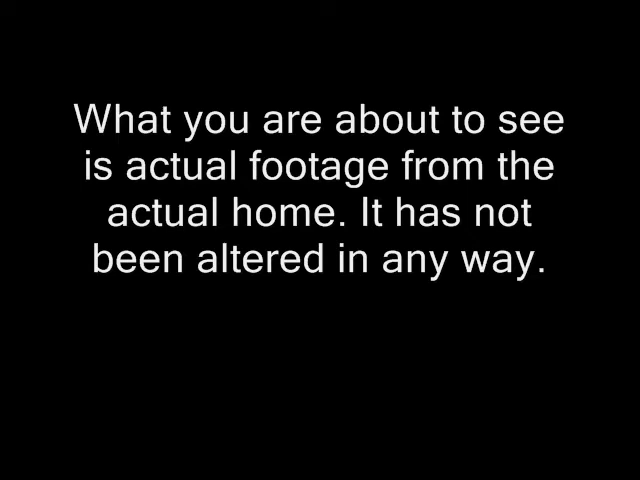 What you are about to see
is actual footage from the
actual home. It has not
been altered in any way.